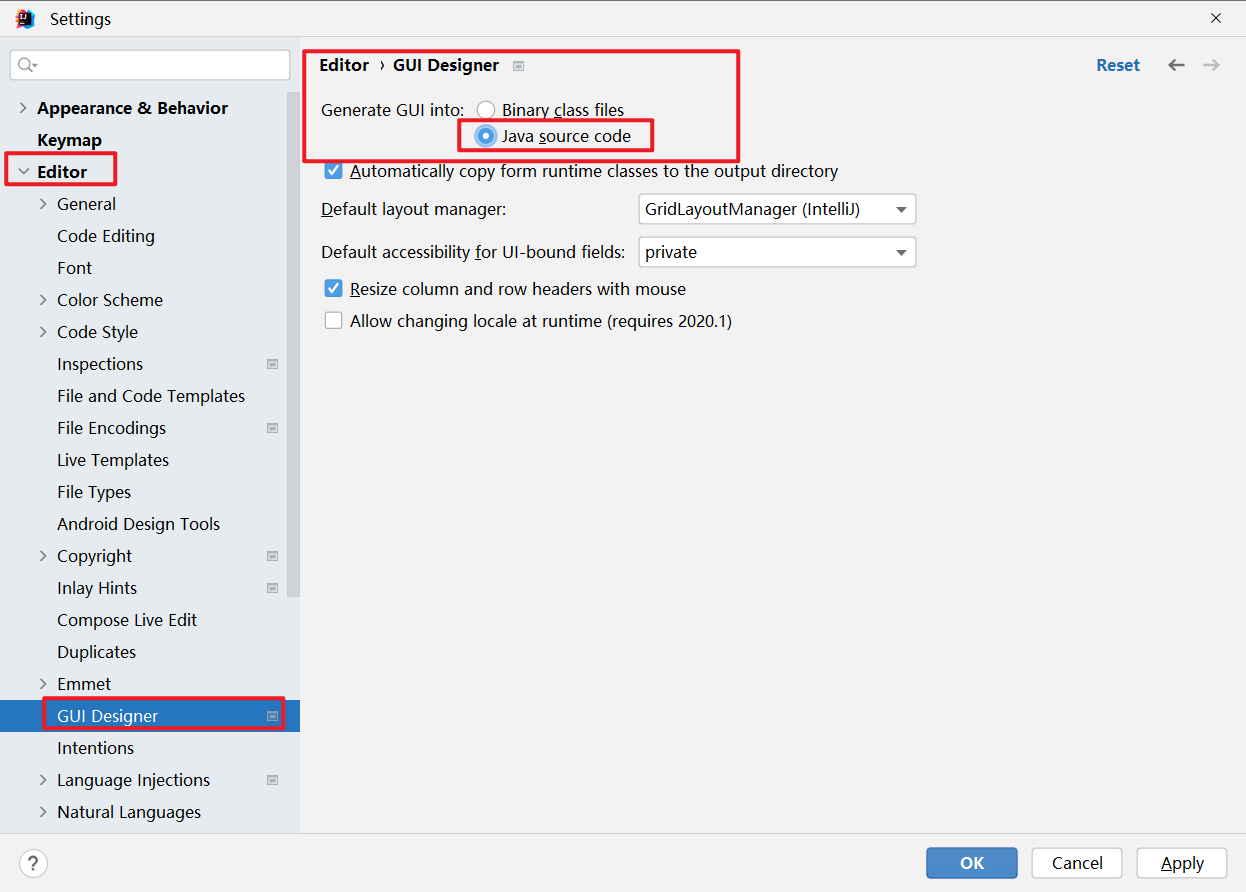 Settings
Appearance & Behavior
Keymap
Editor
General
Code Editing
Font
Color Scheme
Code Style
Inspections
File and Code Templates
File Encodings
Live Templates
File Types
Android Design Tools
Copyright
Inlay Hints
Compose Live Edit
Duplicates
Emmet
GUI Designer
Intentions
Language Injections
Natural Languages
Editor › GUI Designer
Reset
Generate GUI into: Binary class files
Java source code
Automatically copy form runtime classes to the output directory
Default layout manager: GridLayoutManager (IntelliJ)
Default accessibility for UI-bound fields: private
Resize column and row headers with mouse
Allow changing locale at runtime (requires 2020.1)
? OK Cancel Apply